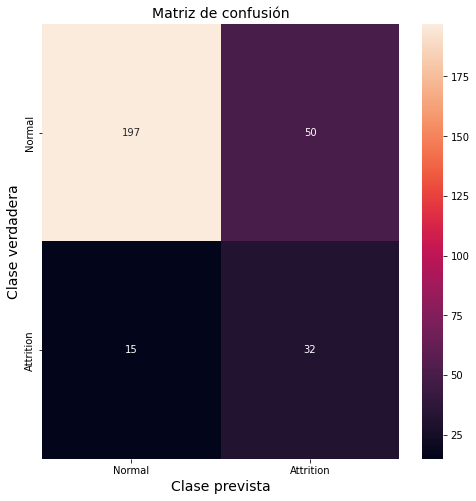 Matriz de confusión
Clase verdadera
Normal
197
50
Attrition
15
32
Normal
Attrition
Clase prevista
175
150
125
100
75
50
25